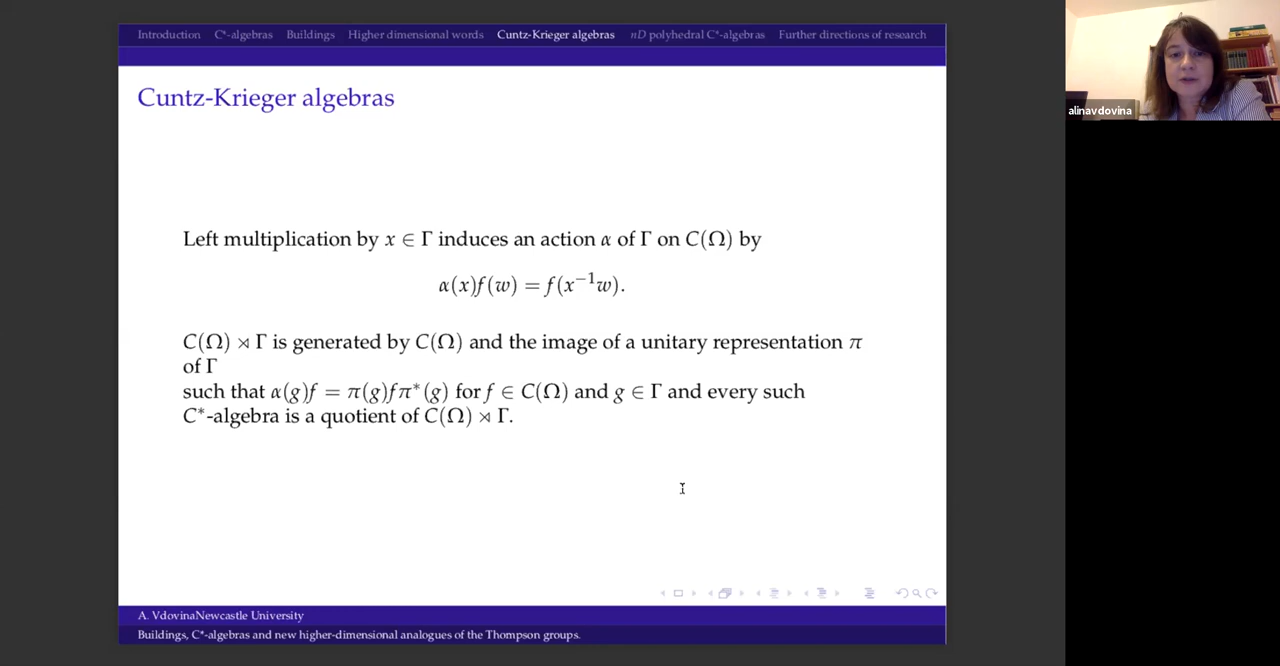 Introduction C*-algebras Buildings Higher dimensional words Cuntz-Krieger algebras nD polyhedral C*-algebras Further directions of research
alinavdovina
Cuntz-Krieger algebras
Left multiplication by x ∈ Γ induces an action α of Γ on C(Ω) by
α(x)f(w) = f(x⁻¹w).
C(Ω) ⋊ Γ is generated by C(Ω) and the image of a unitary representation π
of Γ
such that α(g)f = π(g)fπ*(g) for f ∈ C(Ω) and g ∈ Γ and every such
C*-algebra is a quotient of C(Ω) ⋊ Γ.
A. VdovinaNewcastle University
Buildings, C*-algebras and new higher-dimensional analogues of the Thompson groups.